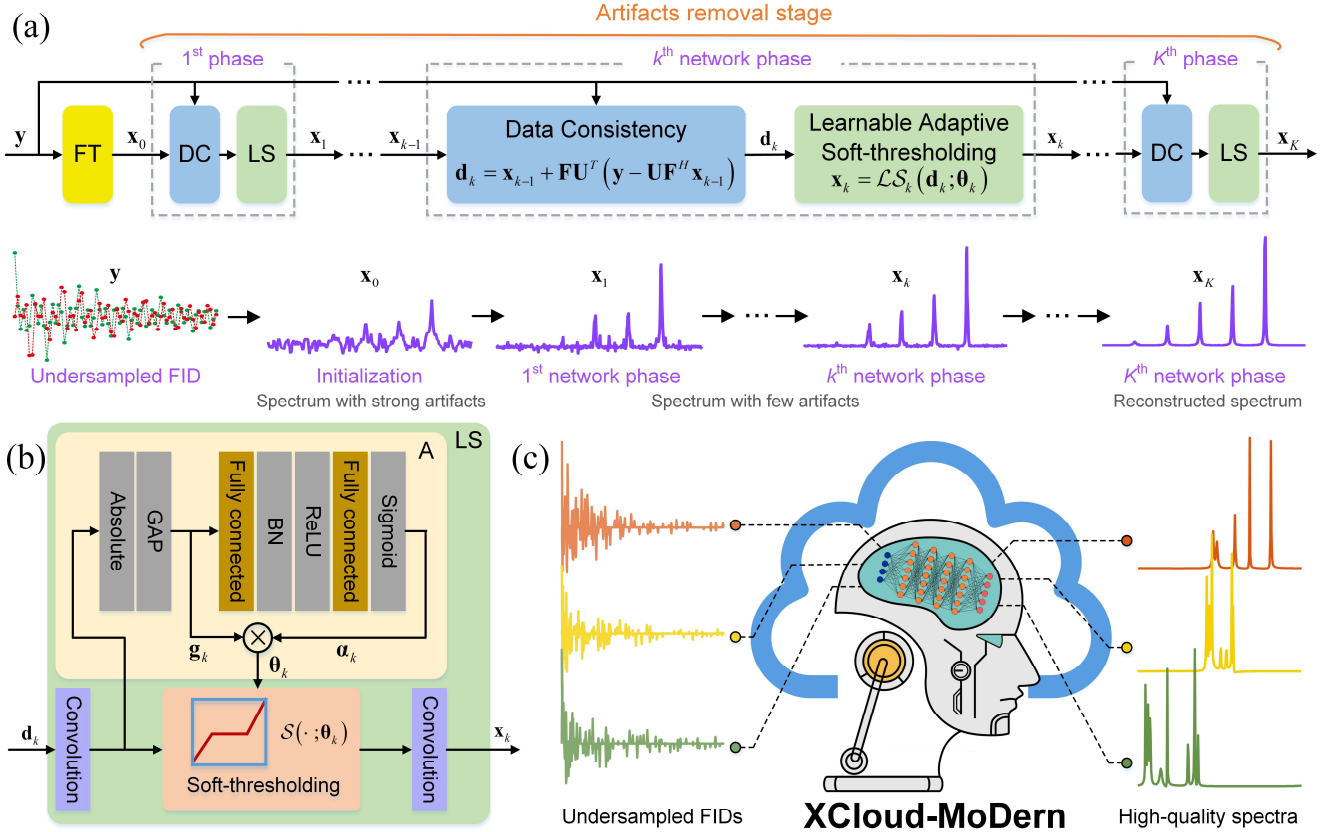 (a)
Artifacts removal stage
1st phase
kth network phase
Kth phase
y
FT
x0
DC
LS
x1
...
xk−1
Data Consistency
dk = xk−1 + FU^T (y − UF^H xk−1)
dk
Learnable Adaptive
Soft-thresholding
xk = LSk (dk ; θk)
xk
...
DC
LS
xK
y
x0
x1
...
xk
...
xK
Undersampled FID
Initialization
1st network phase
kth network phase
Kth network phase
Spectrum with strong artifacts
Spectrum with few artifacts
Reconstructed spectrum
(b)
LS
A
Absolute
GAP
Fully connected
BN
ReLU
Fully connected
Sigmoid
gk
×
αk
θk
dk
Convolution
S(· ;θk)
Soft-thresholding
Convolution
xk
(c)
Undersampled FIDs
XCloud-MoDern
High-quality spectra